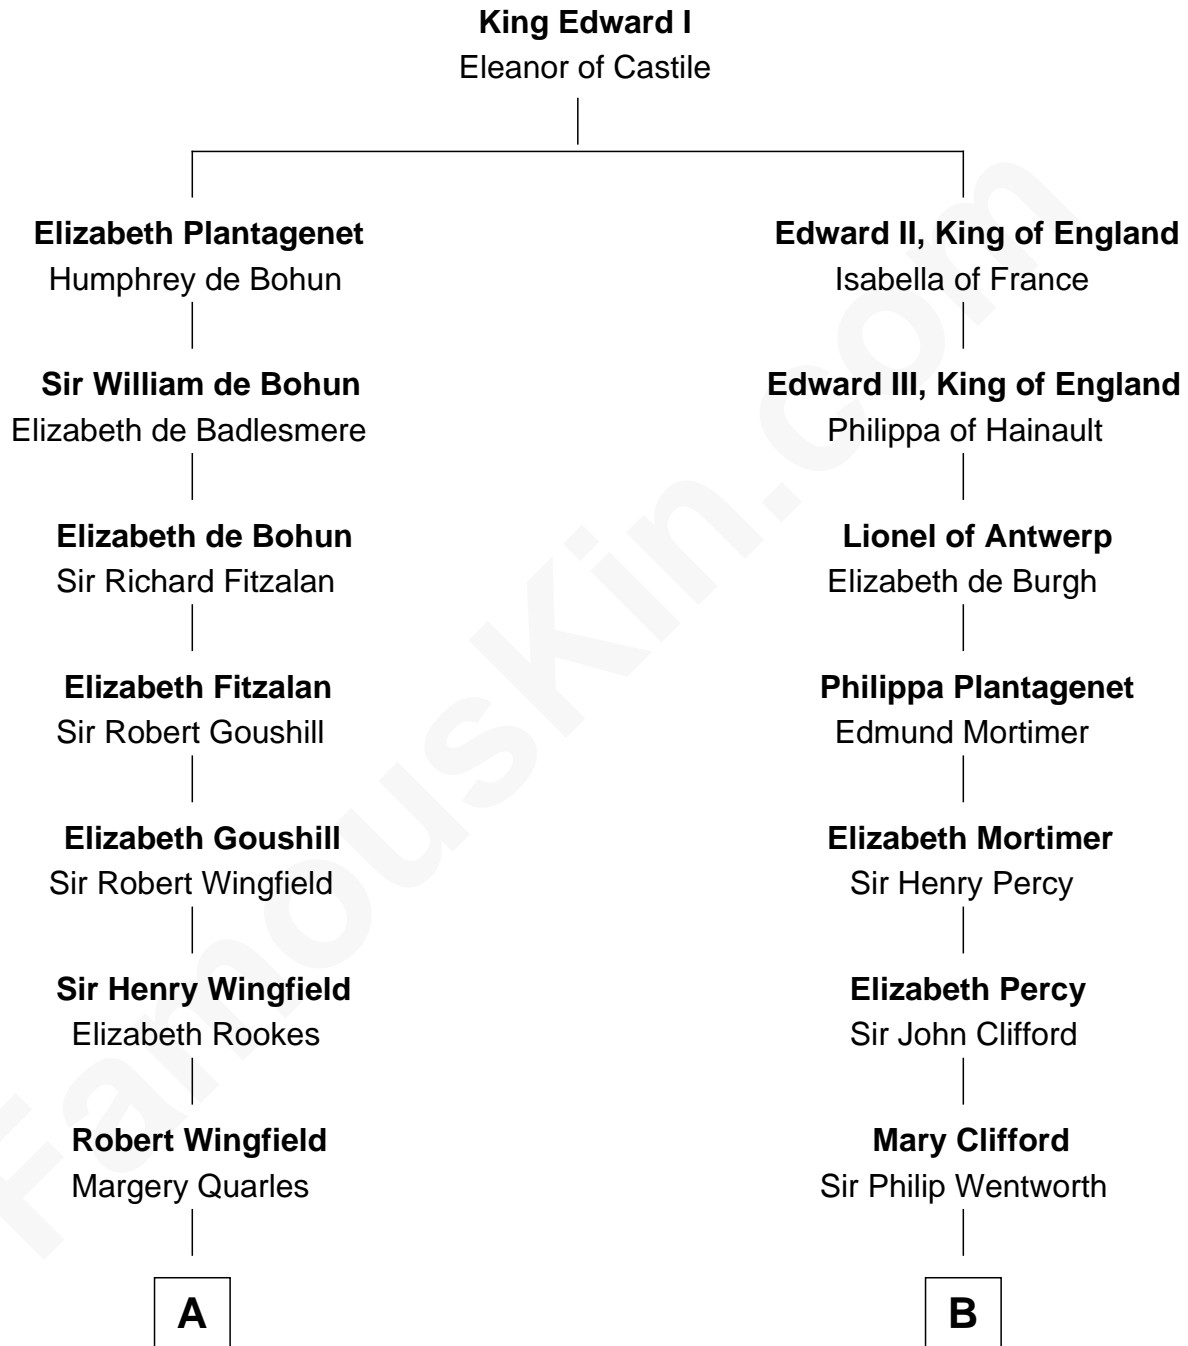 King Edward I
Eleanor of Castile
Elizabeth Plantagenet
Humphrey de Bohun
Edward II, King of England
Isabella of France
Sir William de Bohun
Elizabeth de Badlesmere
Edward III, King of England
Philippa of Hainault
Elizabeth de Bohun
Sir Richard Fitzalan
Lionel of Antwerp
Elizabeth de Burgh
Elizabeth Fitzalan
Sir Robert Goushill
Philippa Plantagenet
Edmund Mortimer
Elizabeth Goushill
Sir Robert Wingfield
Elizabeth Mortimer
Sir Henry Percy
Sir Henry Wingfield
Elizabeth Rookes
Elizabeth Percy
Sir John Clifford
Robert Wingfield
Margery Quarles
Mary Clifford
Sir Philip Wentworth
A
B
FamousKin.com